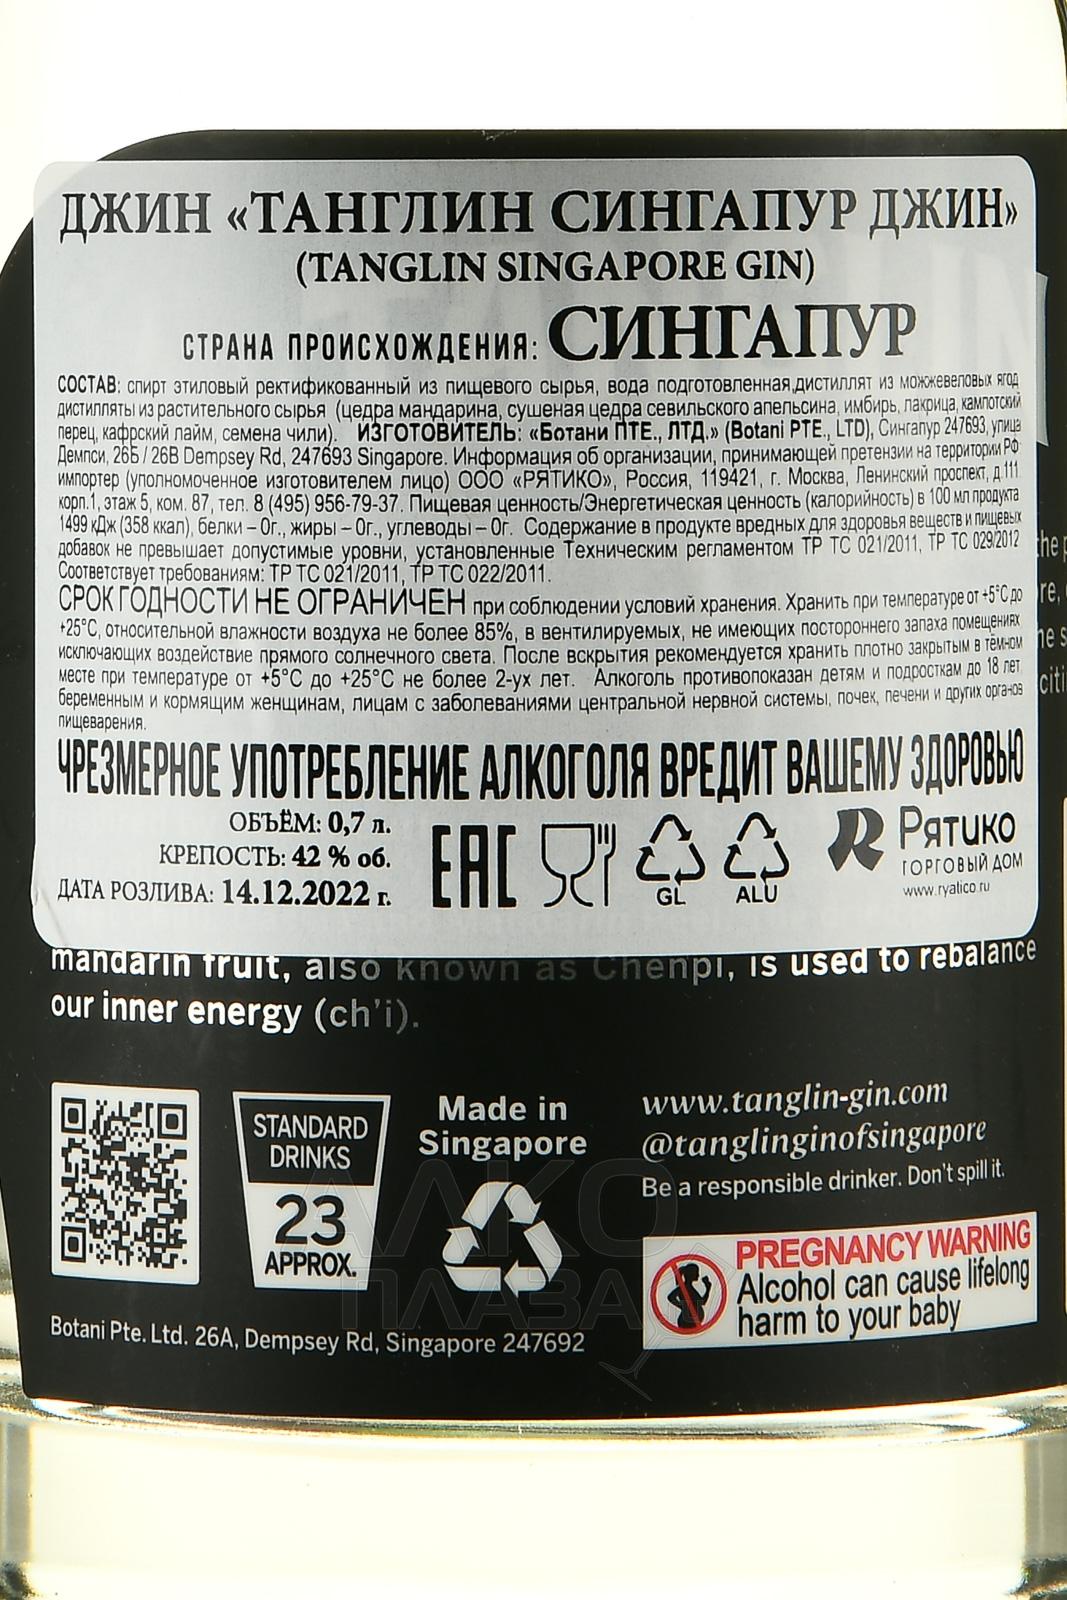 ДЖИН «ТАНГЛИН СИНГАПУР ДЖИН»
(TANGLIN SINGAPORE GIN)
СТРАНА ПРОИСХОЖДЕНИЯ: СИНГАПУР
СОСТАВ: спирт этиловый ректификованный из пищевого сырья, вода подготовленная,дистиллят из можжевеловых ягод
дистилляты из растительного сырья (цедра мандарина, сушеная цедра севильского апельсина, имбирь, лакрица, кампотский
перец, кафрский лайм, семена чили). ИЗГОТОВИТЕЛЬ: «Ботани ПТЕ., ЛТД.» (Botani PTE., LTD), Сингапур 247693, улица
Демпси, 26Б / 26B Dempsey Rd, 247693 Singapore. Информация об организации, принимающей претензии на территории РФ
импортер (уполномоченное изготовителем лицо) ООО «РЯТИКО», Россия, 119421, г. Москва, Ленинский проспект, д.111
корп.1, этаж 5, ком. 87, тел. 8 (495) 956-79-37. Пищевая ценность/Энергетическая ценность (калорийность) в 100 мл продукта
1499 кДж (358 ккал), белки – 0г., жиры – 0г., углеводы – 0г. Содержание в продукте вредных для здоровья веществ и пищевых
добавок не превышает допустимые уровни, установленные Техническим регламентом ТР ТС 021/2011, ТР ТС 029/2012
Соответствует требованиям: ТР ТС 021/2011, ТР ТС 022/2011.
СРОК ГОДНОСТИ НЕ ОГРАНИЧЕН при соблюдении условий хранения. Хранить при температуре от +5°С до
+25°С, относительной влажности воздуха не более 85%, в вентилируемых, не имеющих постороннего запаха помещениях
исключающих воздействие прямого солнечного света. После вскрытия рекомендуется хранить плотно закрытым в тёмном
месте при температуре от +5°С до +25°С не более 2-ух лет. Алкоголь противопоказан детям и подросткам до 18 лет
беременным и кормящим женщинам, лицам с заболеваниями центральной нервной системы, почек, печени и других органов
пищеварения.
ЧРЕЗМЕРНОЕ УПОТРЕБЛЕНИЕ АЛКОГОЛЯ ВРЕДИТ ВАШЕМУ ЗДОРОВЬЮ
ОБЪЁМ: 0,7 л.
КРЕПОСТЬ: 42 % об.
ДАТА РОЗЛИВА: 14.12.2022 г.
EAC
GL
ALU
Рятико
ТОРГОВЫЙ ДОМ
www.ryatico.ru
mandarin fruit, also known as Chenpi, is used to rebalance
our inner energy (ch'i).
STANDARD
DRINKS
23
APPROX.
Made in
Singapore
www.tanglin-gin.com
@tanglinginofsingapore
Be a responsible drinker. Don't spill it.
PREGNANCY WARNING
Alcohol can cause lifelong
harm to your baby
Botani Pte. Ltd. 26A, Dempsey Rd, Singapore 247692
АЛКО
ПЛАЗА